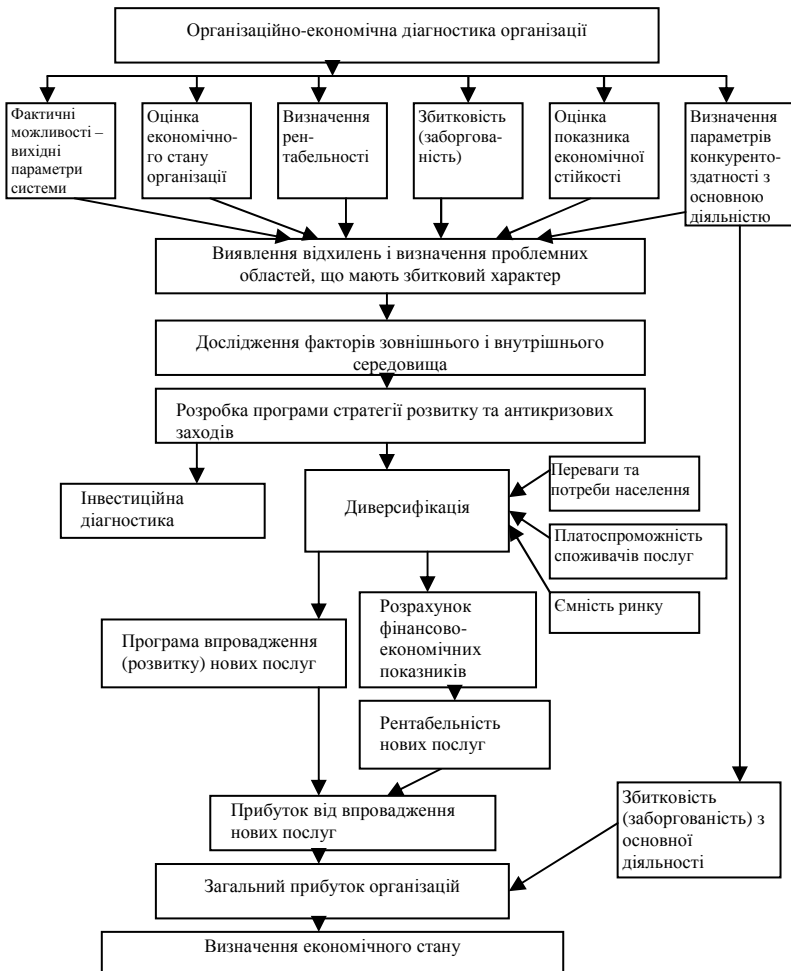 Організаційно-економічна діагностика організації
Фактичні
можливості –
вихідні
параметри
системи
Оцінка
економічно-
го стану
організації
Визначення
рен-
табельності
Збитковість
(заборгова-
ність)
Оцінка
показника
економічної
стійкості
Визначення
параметрів
конкуренто-
здатності з
основною
діяльністю
Виявлення відхилень і визначення проблемних
областей, що мають збитковий характер
Дослідження факторів зовнішнього і внутрішнього
середовища
Розробка програми стратегії розвитку та антикризових
заходів
Інвестиційна
діагностика
Диверсифікація
Переваги та
потреби населення
Платоспроможність
споживачів послуг
Ємність ринку
Програма впровадження
(розвитку) нових послуг
Розрахунок
фінансово-
економічних
показників
Рентабельність
нових послуг
Прибуток від впровадження
нових послуг
Збитковість
(заборгованість) з
основної
діяльності
Загальний прибуток організацій
Визначення економічного стану